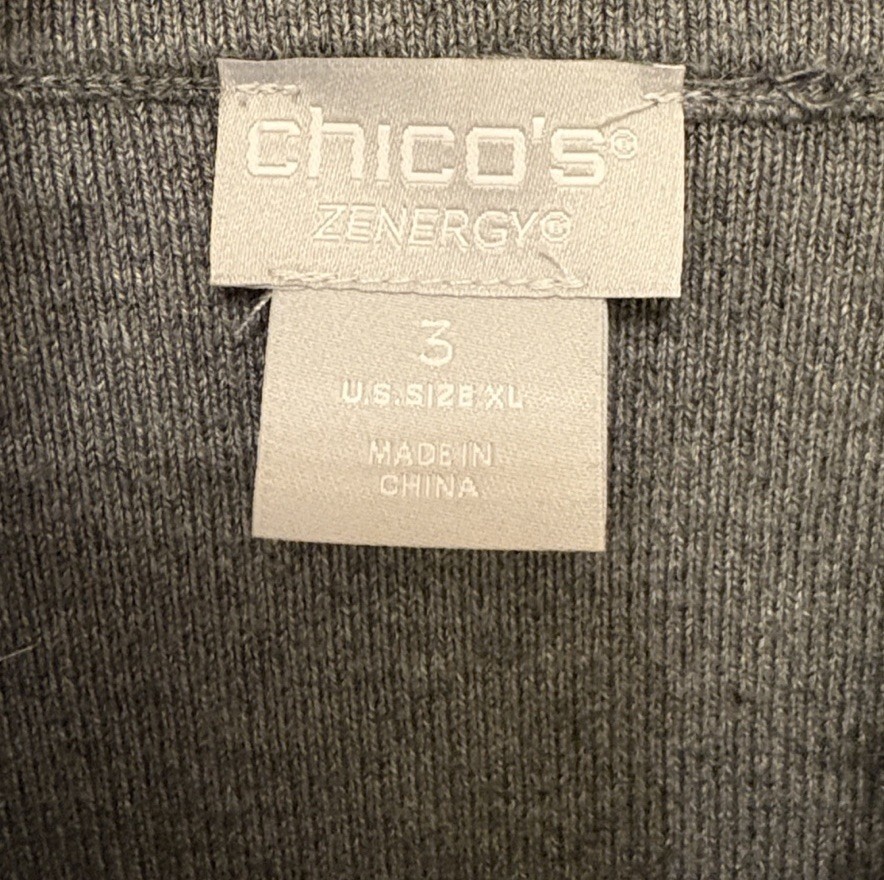 chico's®
ZENERGY®
3
U.S. SIZE XL
MADE IN
CHINA